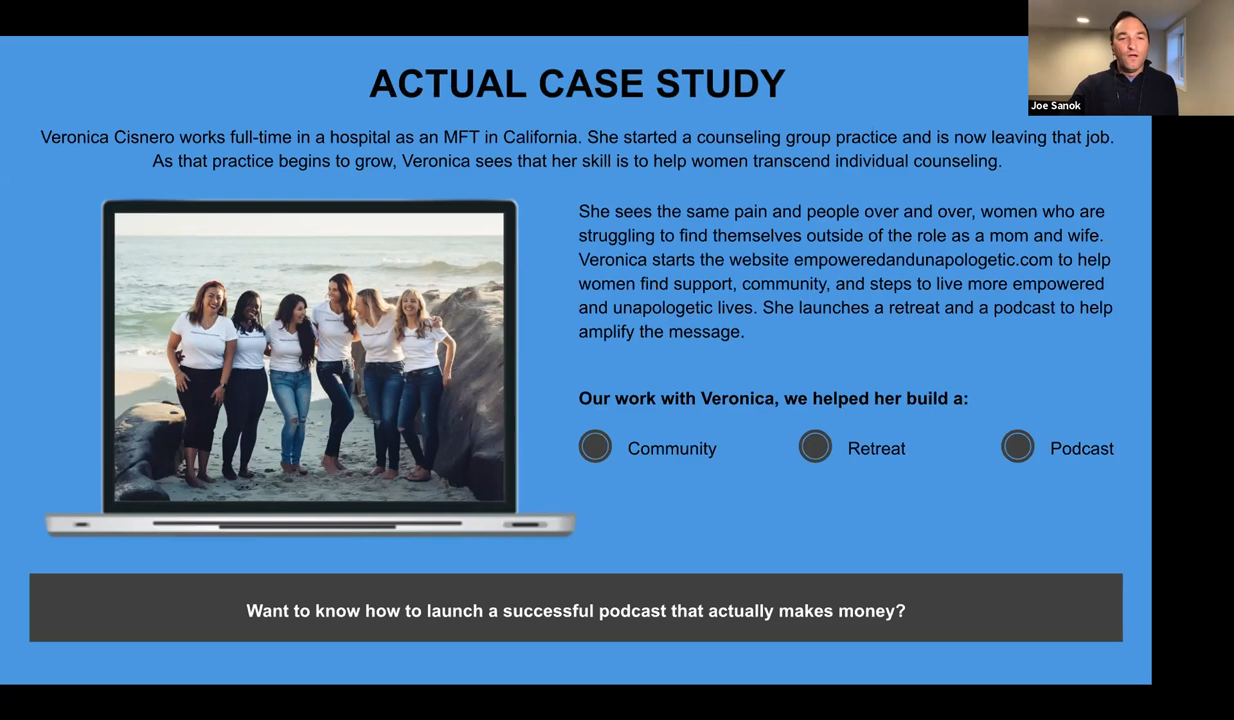 ACTUAL CASE STUDY
Joe Sanok
Veronica Cisnero works full-time in a hospital as an MFT in California. She started a counseling group practice and is now leaving that job.
As that practice begins to grow, Veronica sees that her skill is to help women transcend individual counseling.
She sees the same pain and people over and over, women who are
struggling to find themselves outside of the role as a mom and wife.
Veronica starts the website empoweredandunapologetic.com to help
women find support, community, and steps to live more empowered
and unapologetic lives. She launches a retreat and a podcast to help
amplify the message.
Our work with Veronica, we helped her build a:
Community
Retreat
Podcast
Want to know how to launch a successful podcast that actually makes money?